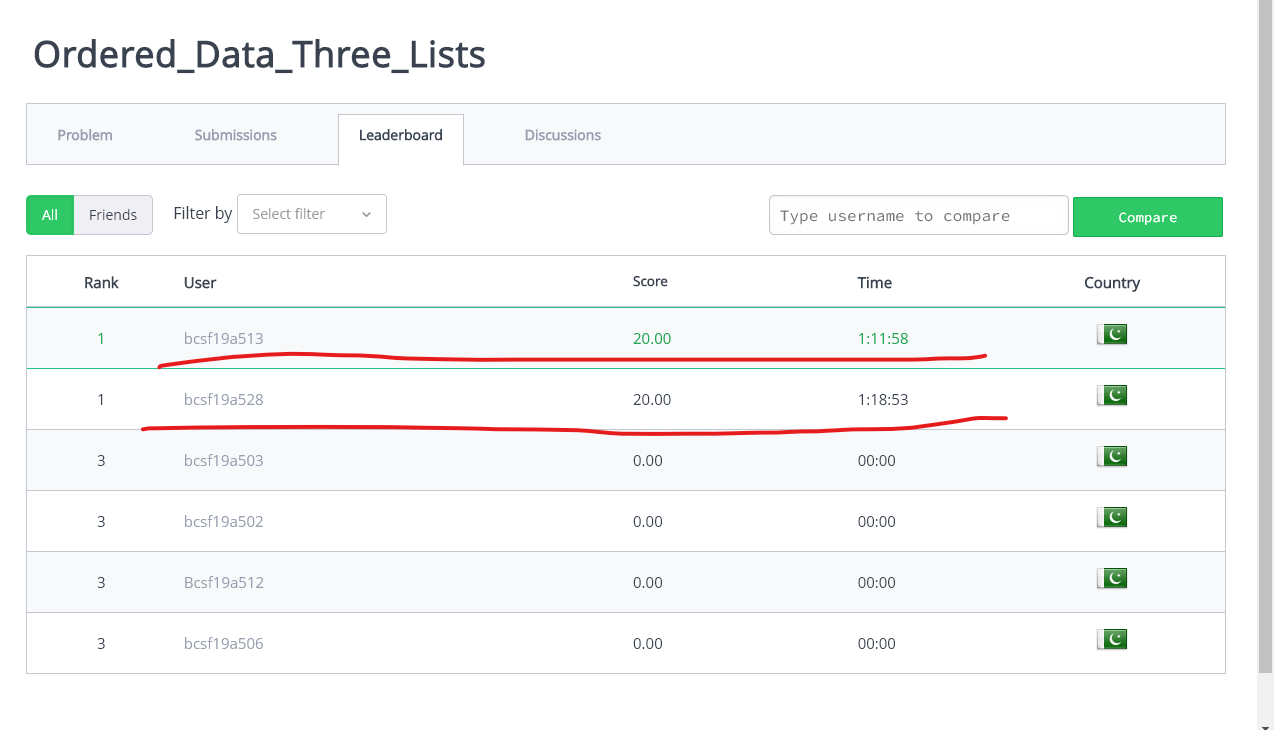 Ordered_Data_Three_Lists
Problem Submissions Leaderboard Discussions
All Friends Filter by Select filter Type username to compare Compare
Rank User Score Time Country
1 bcsf19a513 20.00 1:11:58
1 bcsf19a528 20.00 1:18:53
3 bcsf19a503 0.00 00:00
3 bcsf19a502 0.00 00:00
3 Bcsf19a512 0.00 00:00
3 bcsf19a506 0.00 00:00